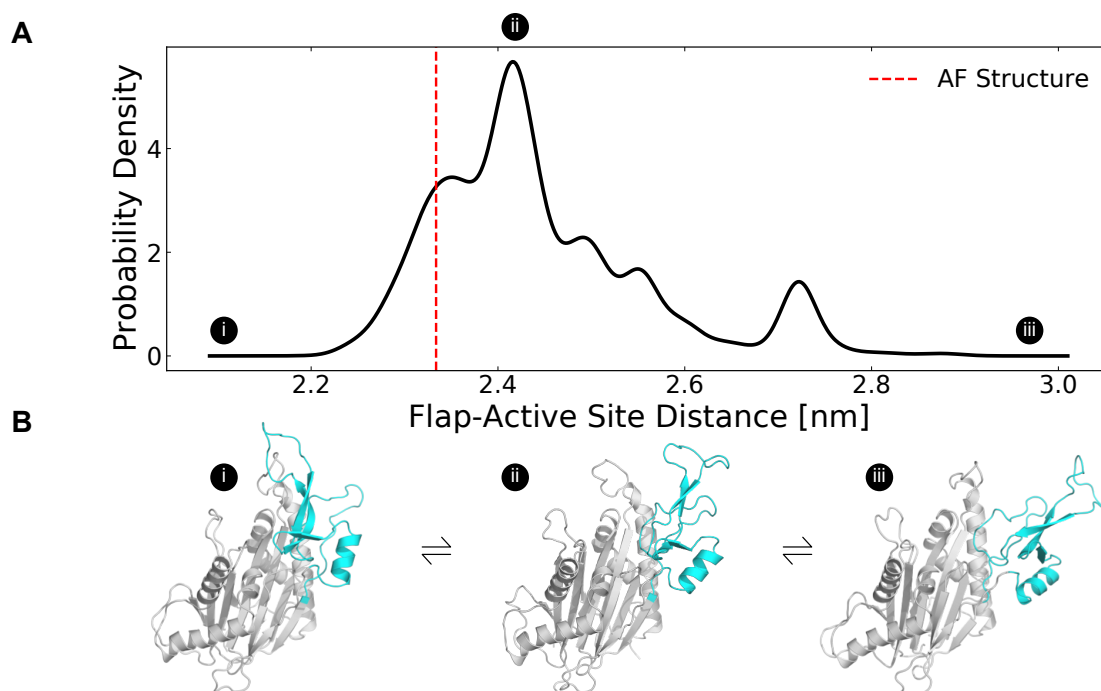 A
ii
AF Structure
Probability Density
4
2
0
i
iii
2.2 2.4 2.6 2.8 3.0
Flap-Active Site Distance [nm]
B
i ii iii
⇌ ⇌